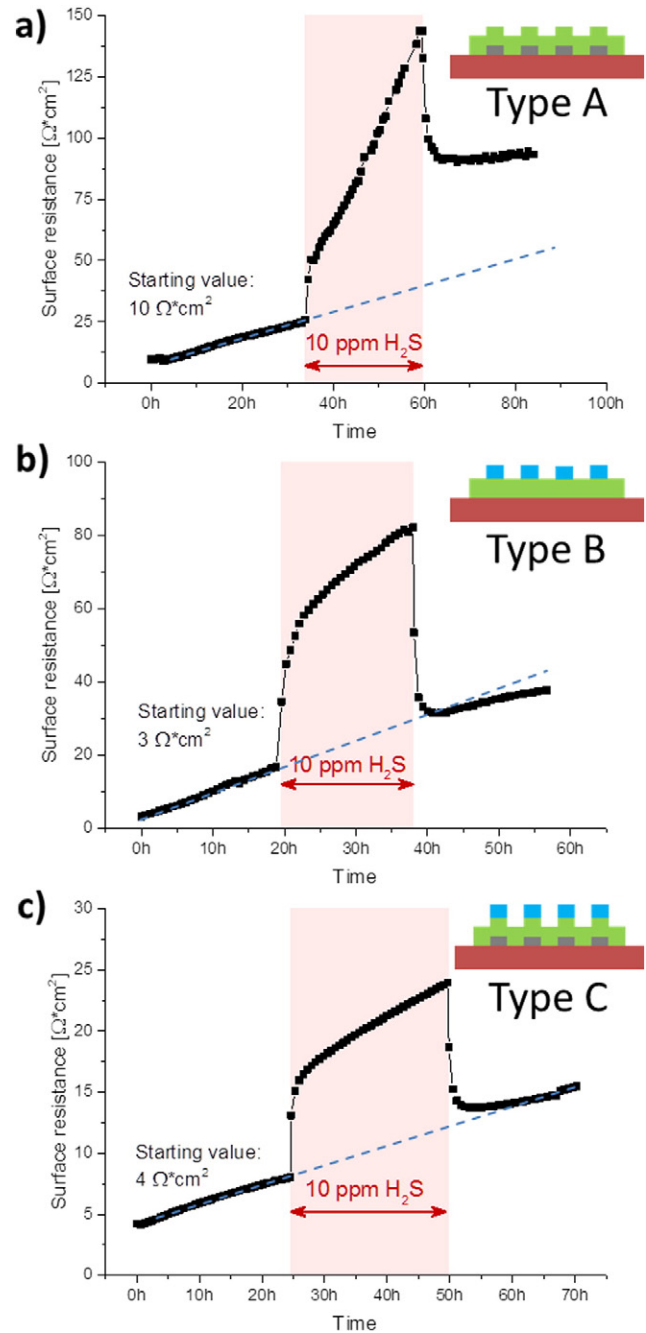 a)
Surface resistance [Ω*cm²]
150
125
100
75
50
25
0
Type A
Starting value:
10 Ω*cm²
10 ppm H₂S
0h 20h 40h 60h 80h 100h
Time
b)
Surface resistance [Ω*cm²]
100
80
60
40
20
0
Type B
Starting value:
3 Ω*cm²
10 ppm H₂S
0h 10h 20h 30h 40h 50h 60h
Time
c)
Surface resistance [Ω*cm²]
30
25
20
15
10
5
0
Type C
Starting value:
4 Ω*cm²
10 ppm H₂S
0h 10h 20h 30h 40h 50h 60h 70h
Time